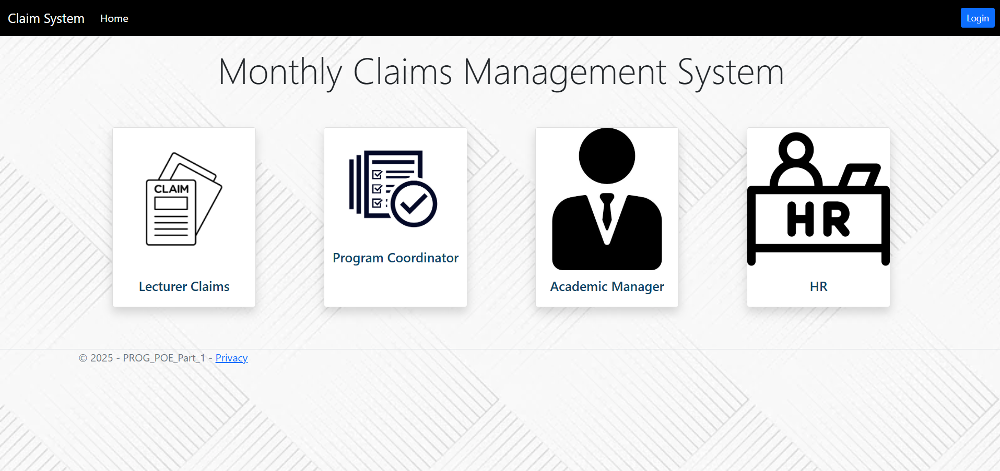 Claim System Home Login
Monthly Claims Management System
CLAIM
HR
Program Coordinator
Lecturer Claims
Academic Manager
HR
© 2025 - PROG_POE_Part_1 - Privacy